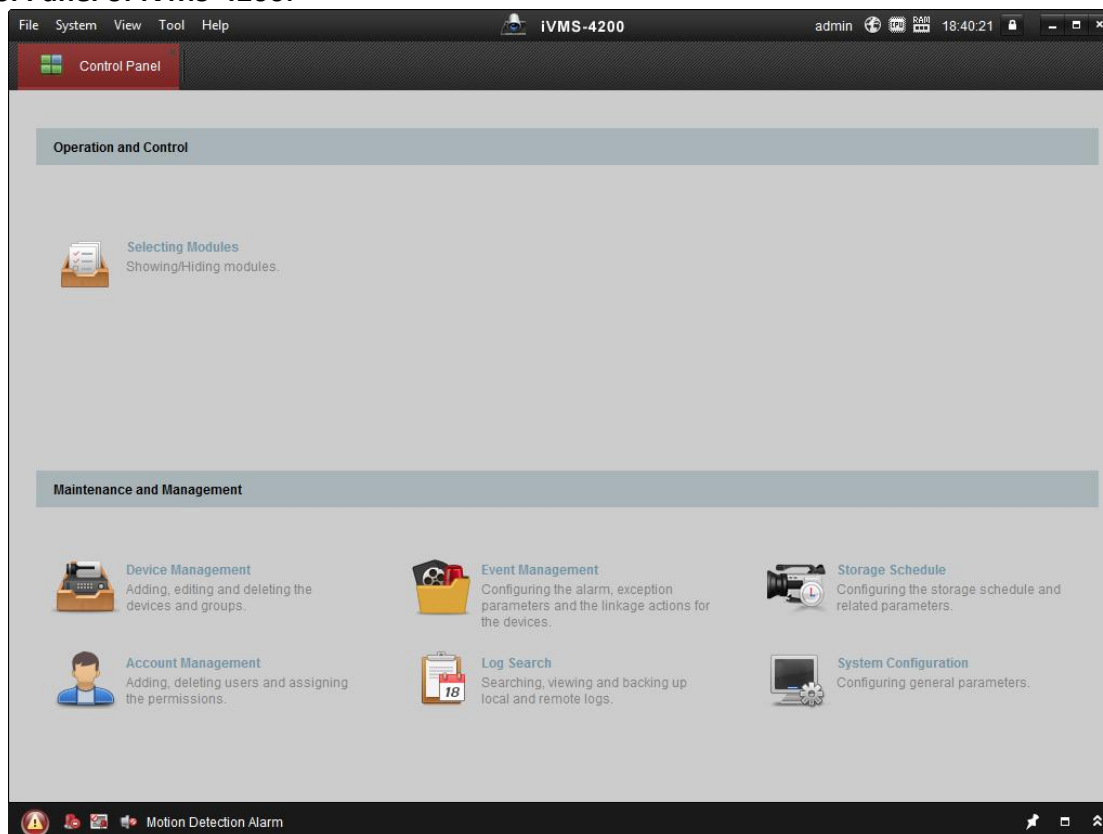 File System View Tool Help iVMS-4200 admin CPU RAM 18:40:21
Control Panel
Operation and Control
Selecting Modules
Showing/Hiding modules.
Maintenance and Management
Device Management
Adding, editing and deleting the
devices and groups.
Event Management
Configuring the alarm, exception
parameters and the linkage actions for
the devices.
Storage Schedule
Configuring the storage schedule and
related parameters.
Account Management
Adding, deleting users and assigning
the permissions.
18
Log Search
Searching, viewing and backing up
local and remote logs.
System Configuration
Configuring general parameters.
Motion Detection Alarm